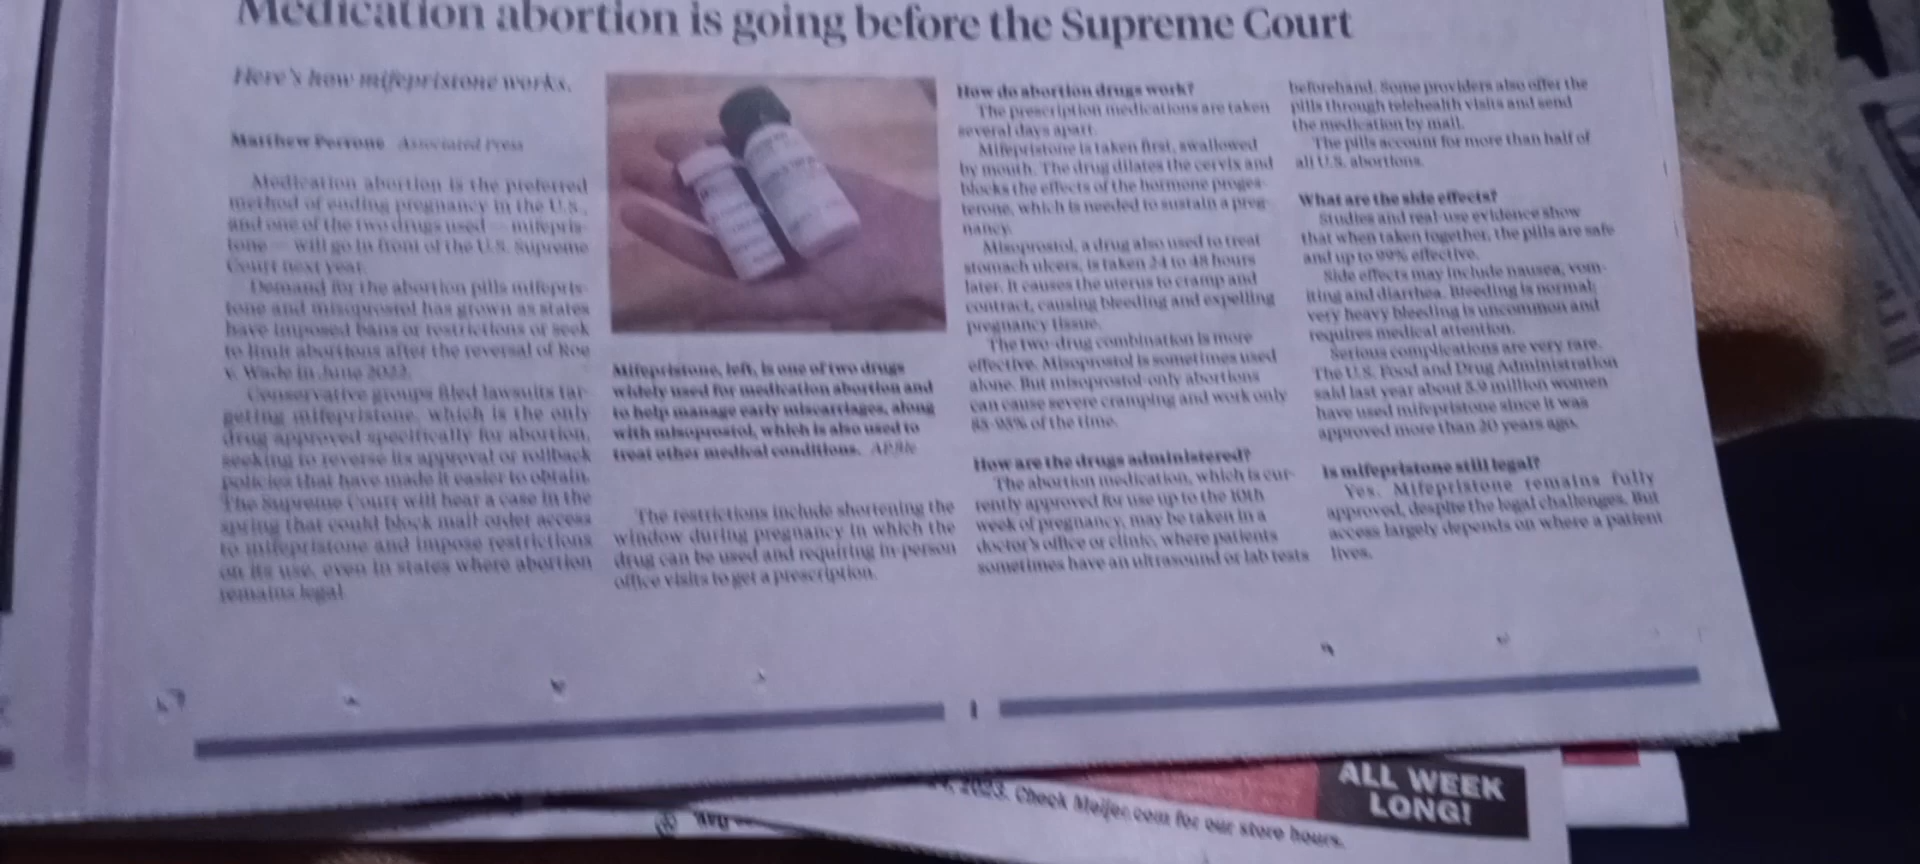 Medication abortion is going before the Supreme Court
Here's how mifepristone works.
Matthew Perrone Associated Press
Medication abortion is the preferred
method of ending pregnancy in the U.S.,
and one of the two drugs used — mifepris-
tone — will go in front of the U.S. Supreme
Court next year.
Demand for the abortion pills mifepris-
tone and misoprostol has grown as states
have imposed bans or restrictions or seek
to limit abortions after the reversal of Roe
v. Wade in June 2022.
Conservative groups filed lawsuits tar-
geting mifepristone, which is the only
drug approved specifically for abortion,
seeking to reverse its approval or rollback
policies that have made it easier to obtain.
The Supreme Court will hear a case in the
spring that could block mail-order access
to mifepristone and impose restrictions
on its use, even in states where abortion
remains legal.
Mifepristone, left, is one of two drugs
widely used for medication abortion and
to help manage early miscarriages, along
with misoprostol, which is also used to
treat other medical conditions. AP file
The restrictions include shortening the
window during pregnancy in which the
drug can be used and requiring in-person
office visits to get a prescription.
How do abortion drugs work?
The prescription medications are taken
several days apart.
Mifepristone is taken first, swallowed
by mouth. The drug dilates the cervix and
blocks the effects of the hormone proges-
terone, which is needed to sustain a preg-
nancy.
Misoprostol, a drug also used to treat
stomach ulcers, is taken 24 to 48 hours
later. It causes the uterus to cramp and
contract, causing bleeding and expelling
pregnancy tissue.
The two-drug combination is more
effective. Misoprostol is sometimes used
alone. But misoprostol-only abortions
can cause severe cramping and work only
of the time.
How are the drugs administered?
The abortion medication, which is cur-
rently approved for use up to the 10th
week of pregnancy, may be taken in a
doctor's office or clinic, where patients
sometimes have an ultrasound or lab tests
beforehand. Some providers also offer the
pills through telehealth visits and send
the medication by mail.
The pills account for more than half of
all U.S. abortions.
What are the side effects?
Studies and real-use evidence show
that when taken together, the pills are safe
and up to 99% effective.
Side effects may include nausea, vom-
iting and diarrhea. Bleeding is normal;
very heavy bleeding is uncommon and
requires medical attention.
Serious complications are very rare.
The U.S. Food and Drug Administration
said last year about 5.9 million women
have used mifepristone since it was
approved more than 20 years ago.
Is mifepristone still legal?
Yes. Mifepristone remains fully
approved, despite the legal challenges. But
access largely depends on where a patient
lives.
2023. Check Meijer.com for our store hours.
ALL WEEK
LONG!